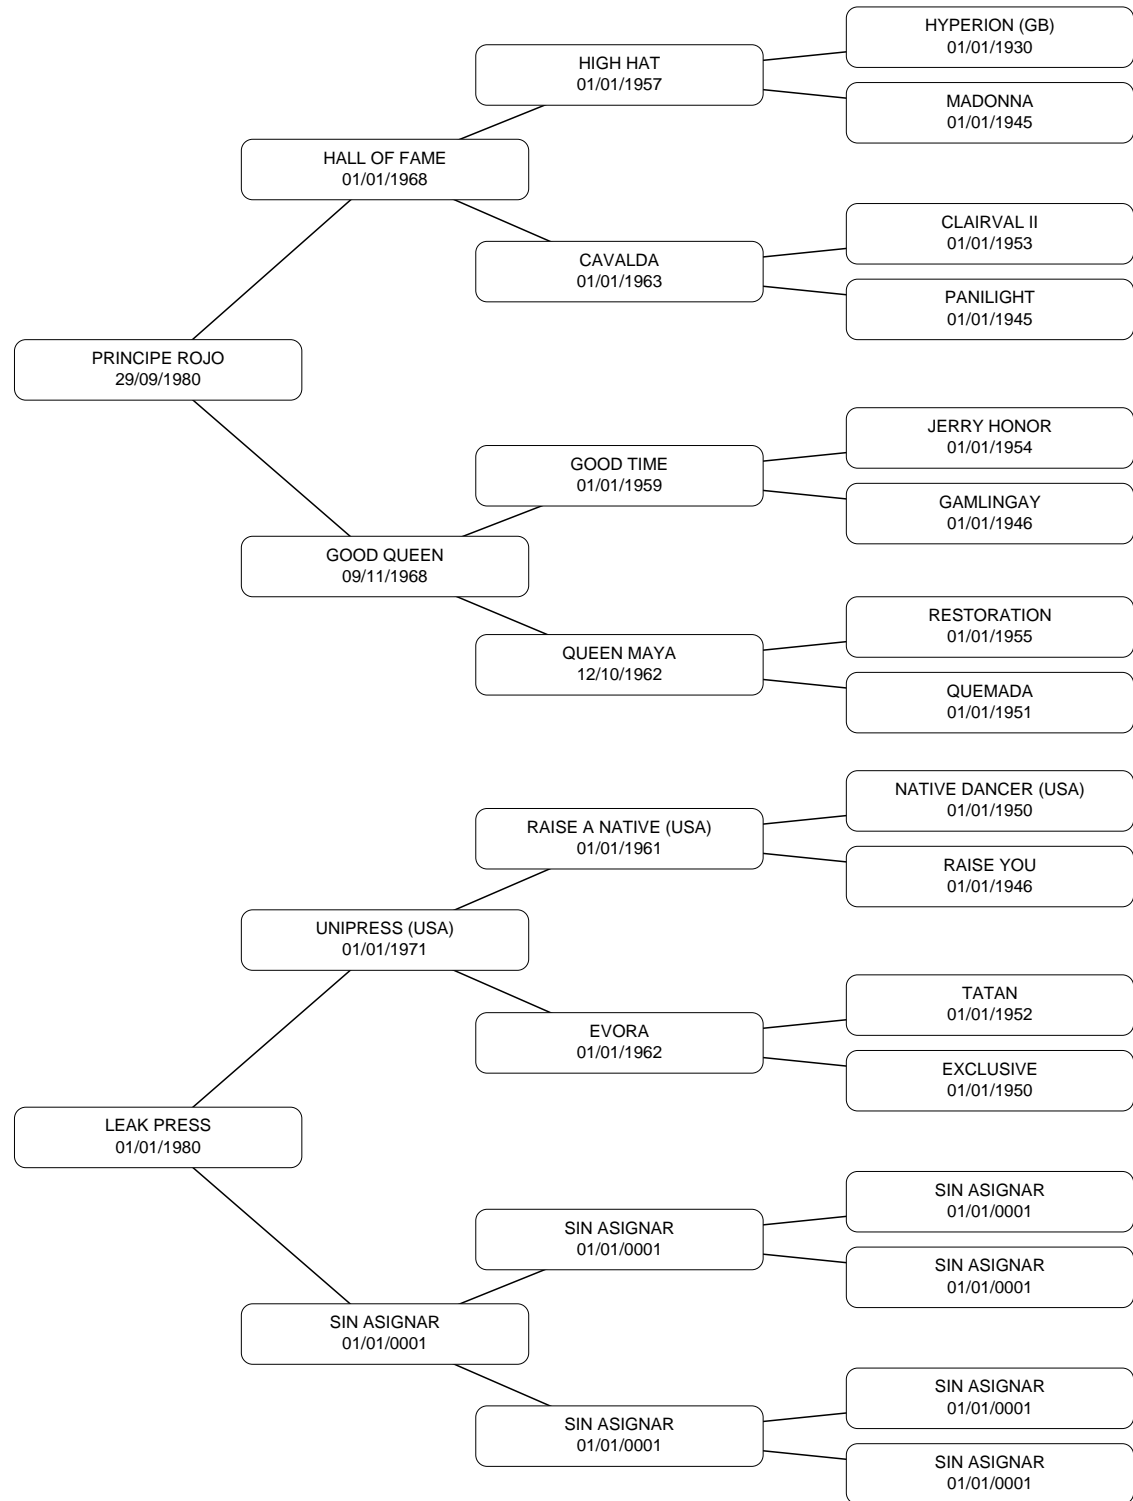 HYPERION (GB)
01/01/1930
HIGH HAT
01/01/1957
MADONNA
01/01/1945
HALL OF FAME
01/01/1968
CLAIRVAL II
01/01/1953
CAVALDA
01/01/1963
PANILIGHT
01/01/1945
PRINCIPE ROJO
29/09/1980
JERRY HONOR
01/01/1954
GOOD TIME
01/01/1959
GAMLINGAY
01/01/1946
GOOD QUEEN
09/11/1968
RESTORATION
01/01/1955
QUEEN MAYA
12/10/1962
QUEMADA
01/01/1951
NATIVE DANCER (USA)
01/01/1950
RAISE A NATIVE (USA)
01/01/1961
RAISE YOU
01/01/1946
UNIPRESS (USA)
01/01/1971
TATAN
01/01/1952
EVORA
01/01/1962
EXCLUSIVE
01/01/1950
LEAK PRESS
01/01/1980
SIN ASIGNAR
01/01/0001
SIN ASIGNAR
01/01/0001
SIN ASIGNAR
01/01/0001
SIN ASIGNAR
01/01/0001
SIN ASIGNAR
01/01/0001
SIN ASIGNAR
01/01/0001
SIN ASIGNAR
01/01/0001